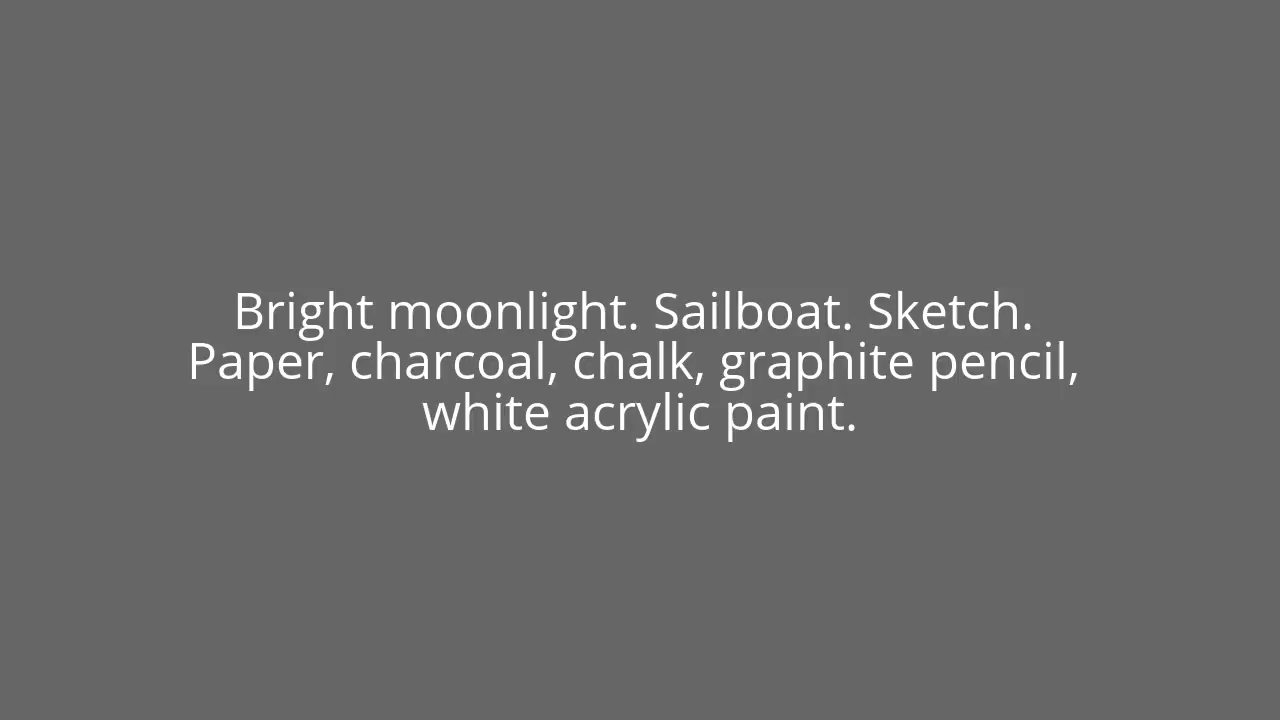 Bright moonlight. Sailboat. Sketch.
Paper, charcoal, chalk, graphite pencil,
white acrylic paint.